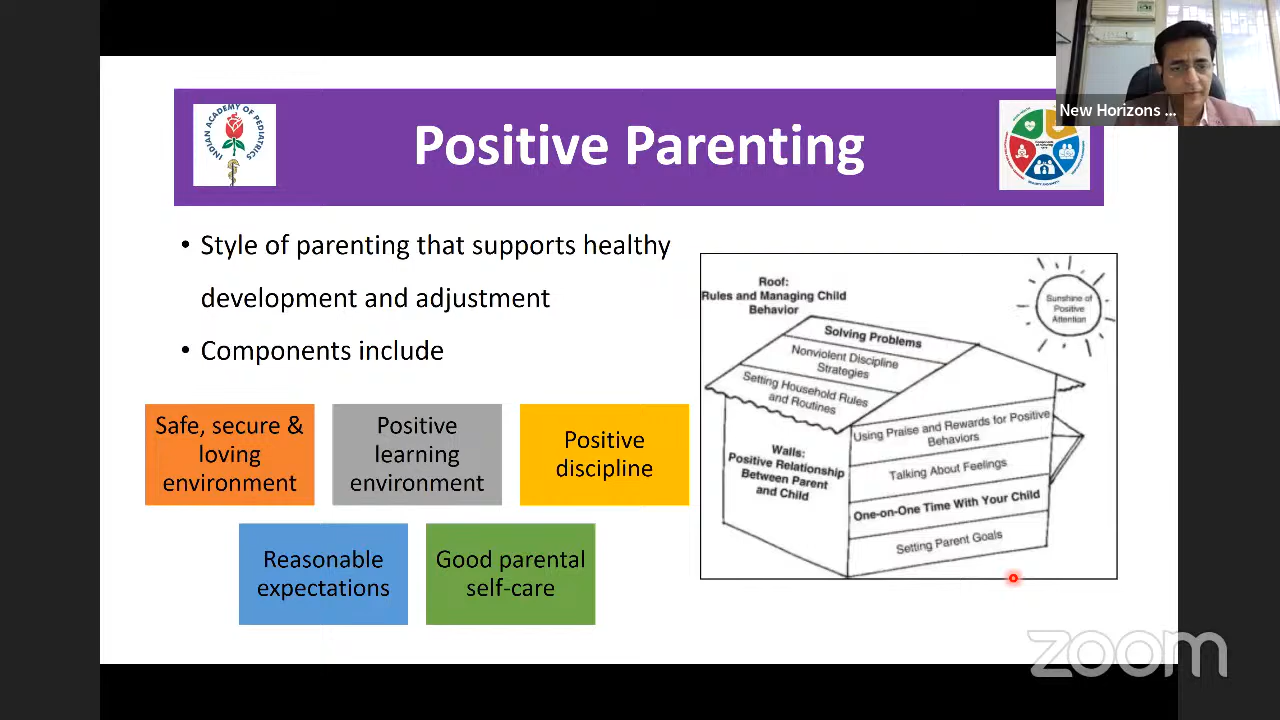 New Horizons ...
INDIAN ACADEMY OF PEDIATRICS
Positive Parenting
• Style of parenting that supports healthy
development and adjustment
• Components include
Safe, secure &
loving
environment
Positive
learning
environment
Positive
discipline
Reasonable
expectations
Good parental
self-care
Roof:
Rules and Managing Child
Behavior
Sunshine of
Positive
Attention
Solving Problems
Nonviolent Discipline
Strategies
Setting Household Rules
and Routines
Walls:
Positive Relationship
Between Parent
and Child
Using Praise and Rewards for Positive
Behaviors
Talking About Feelings
One-on-One Time With Your Child
Setting Parent Goals
zoom